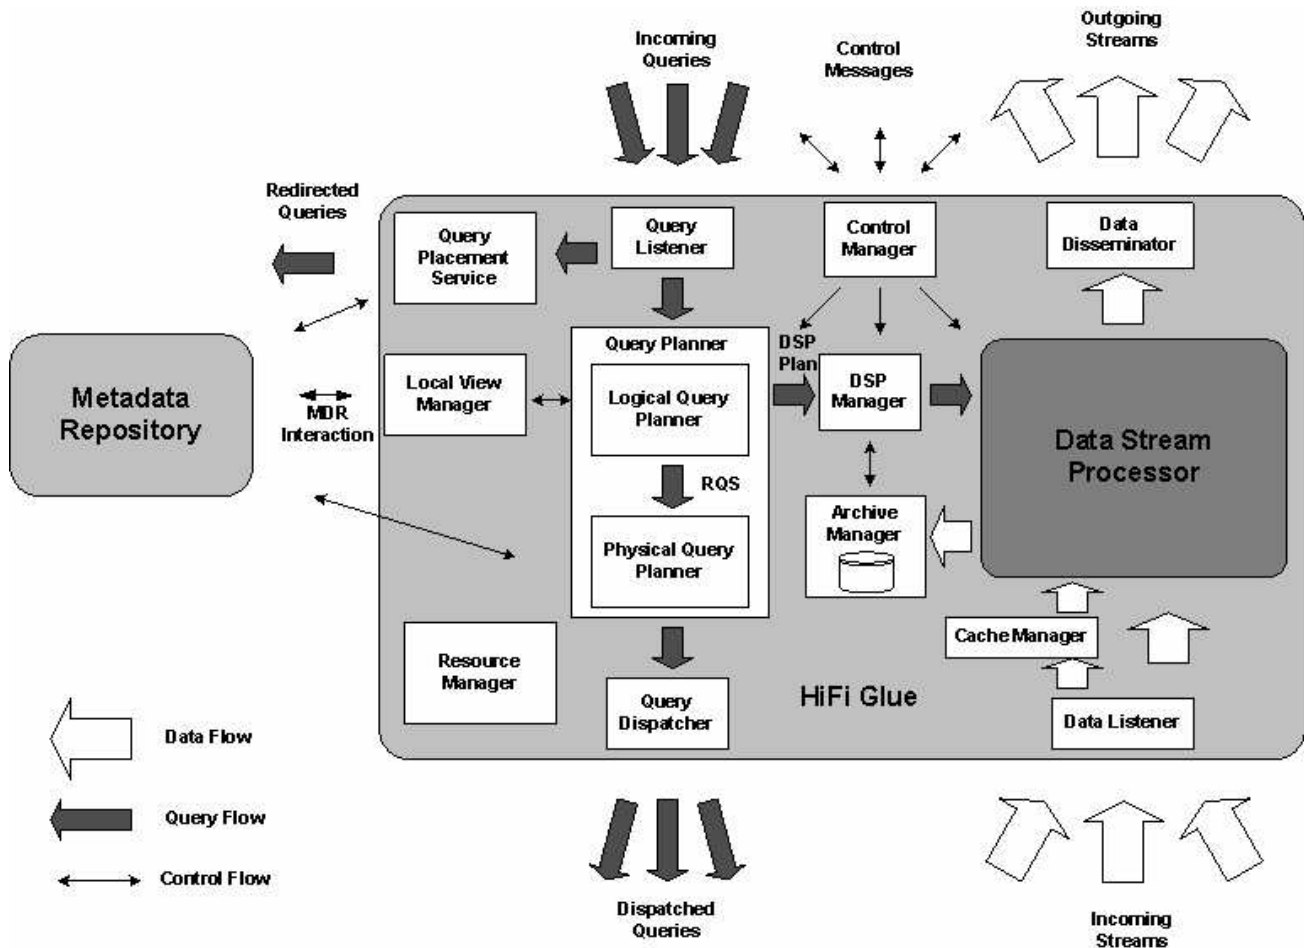 Incoming
Queries
Control
Messages
Outgoing
Streams
Redirected
Queries
Query
Placement
Service
Query
Listener
Control
Manager
Data
Disseminator
Metadata
Repository
MDR
Interaction
Local View
Manager
Query Planner
Logical Query
Planner
RQS
Physical Query
Planner
DSP
Plan
DSP
Manager
Archive
Manager
Data Stream
Processor
Cache Manager
Data Listener
Resource
Manager
Query
Dispatcher
HiFi Glue
Data Flow
Query Flow
Control Flow
Dispatched
Queries
Incoming
Streams